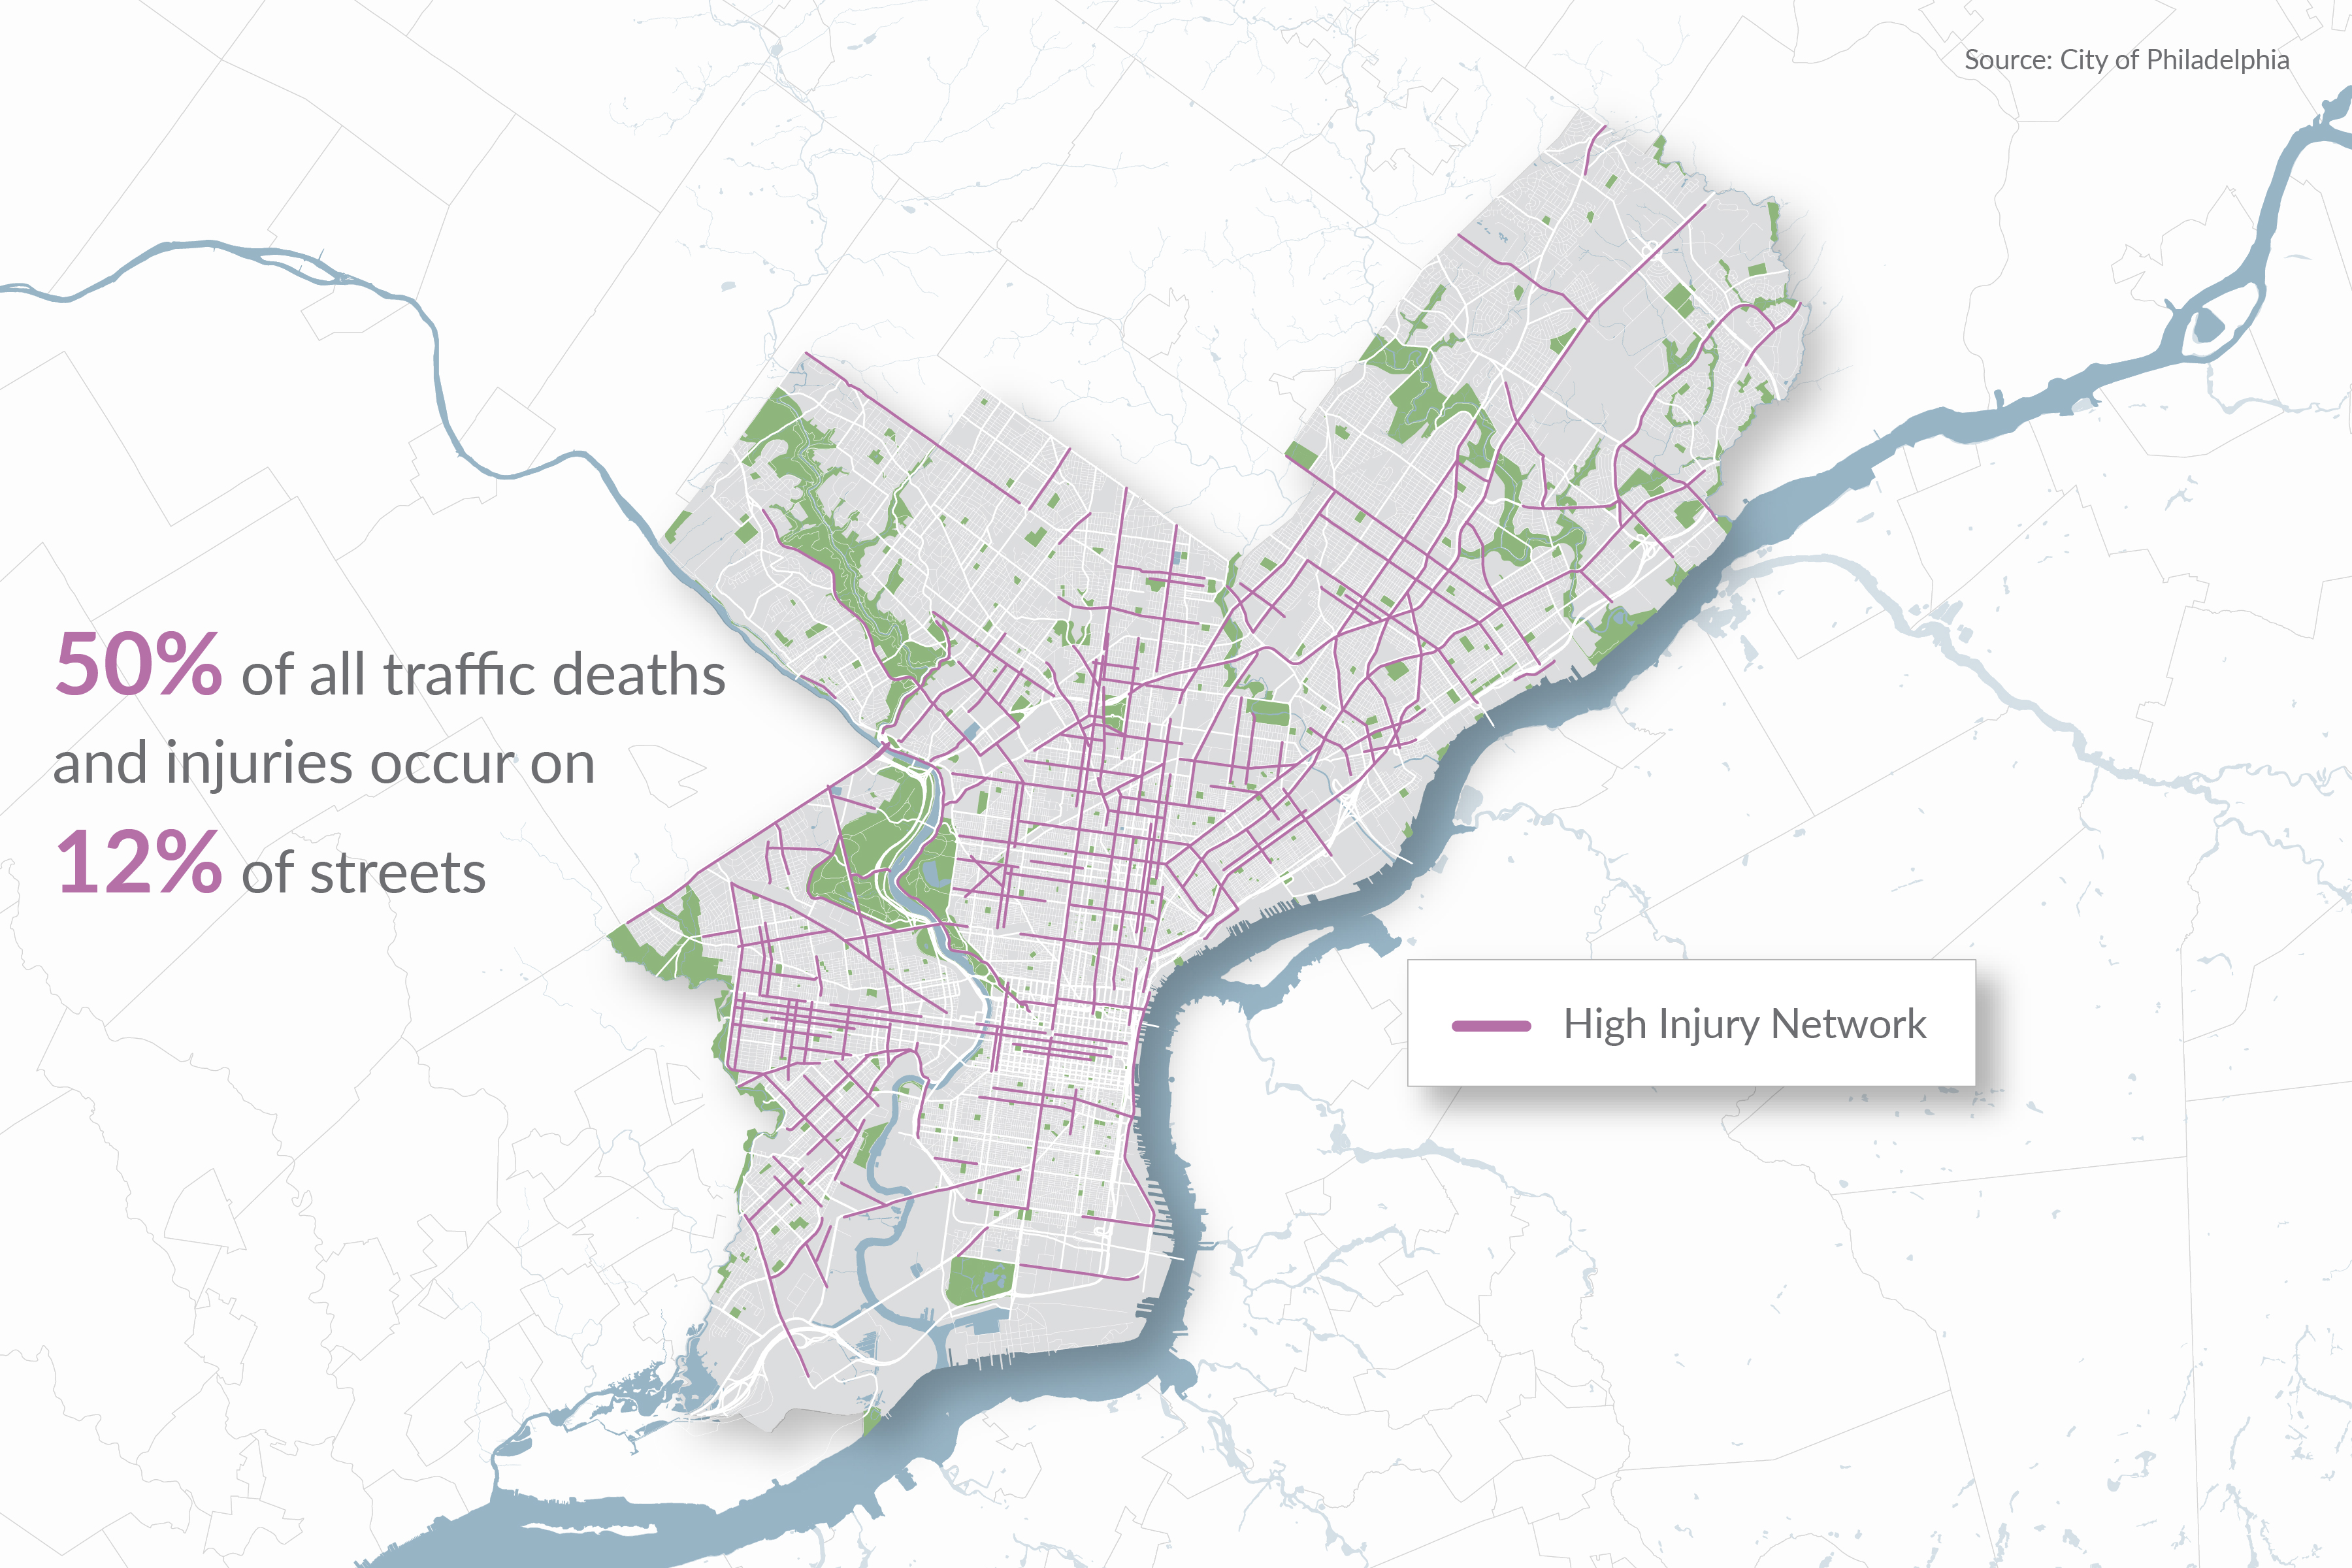 Source: City of Philadelphia
50% of all traffic deaths
and injuries occur on
12% of streets
High Injury Network